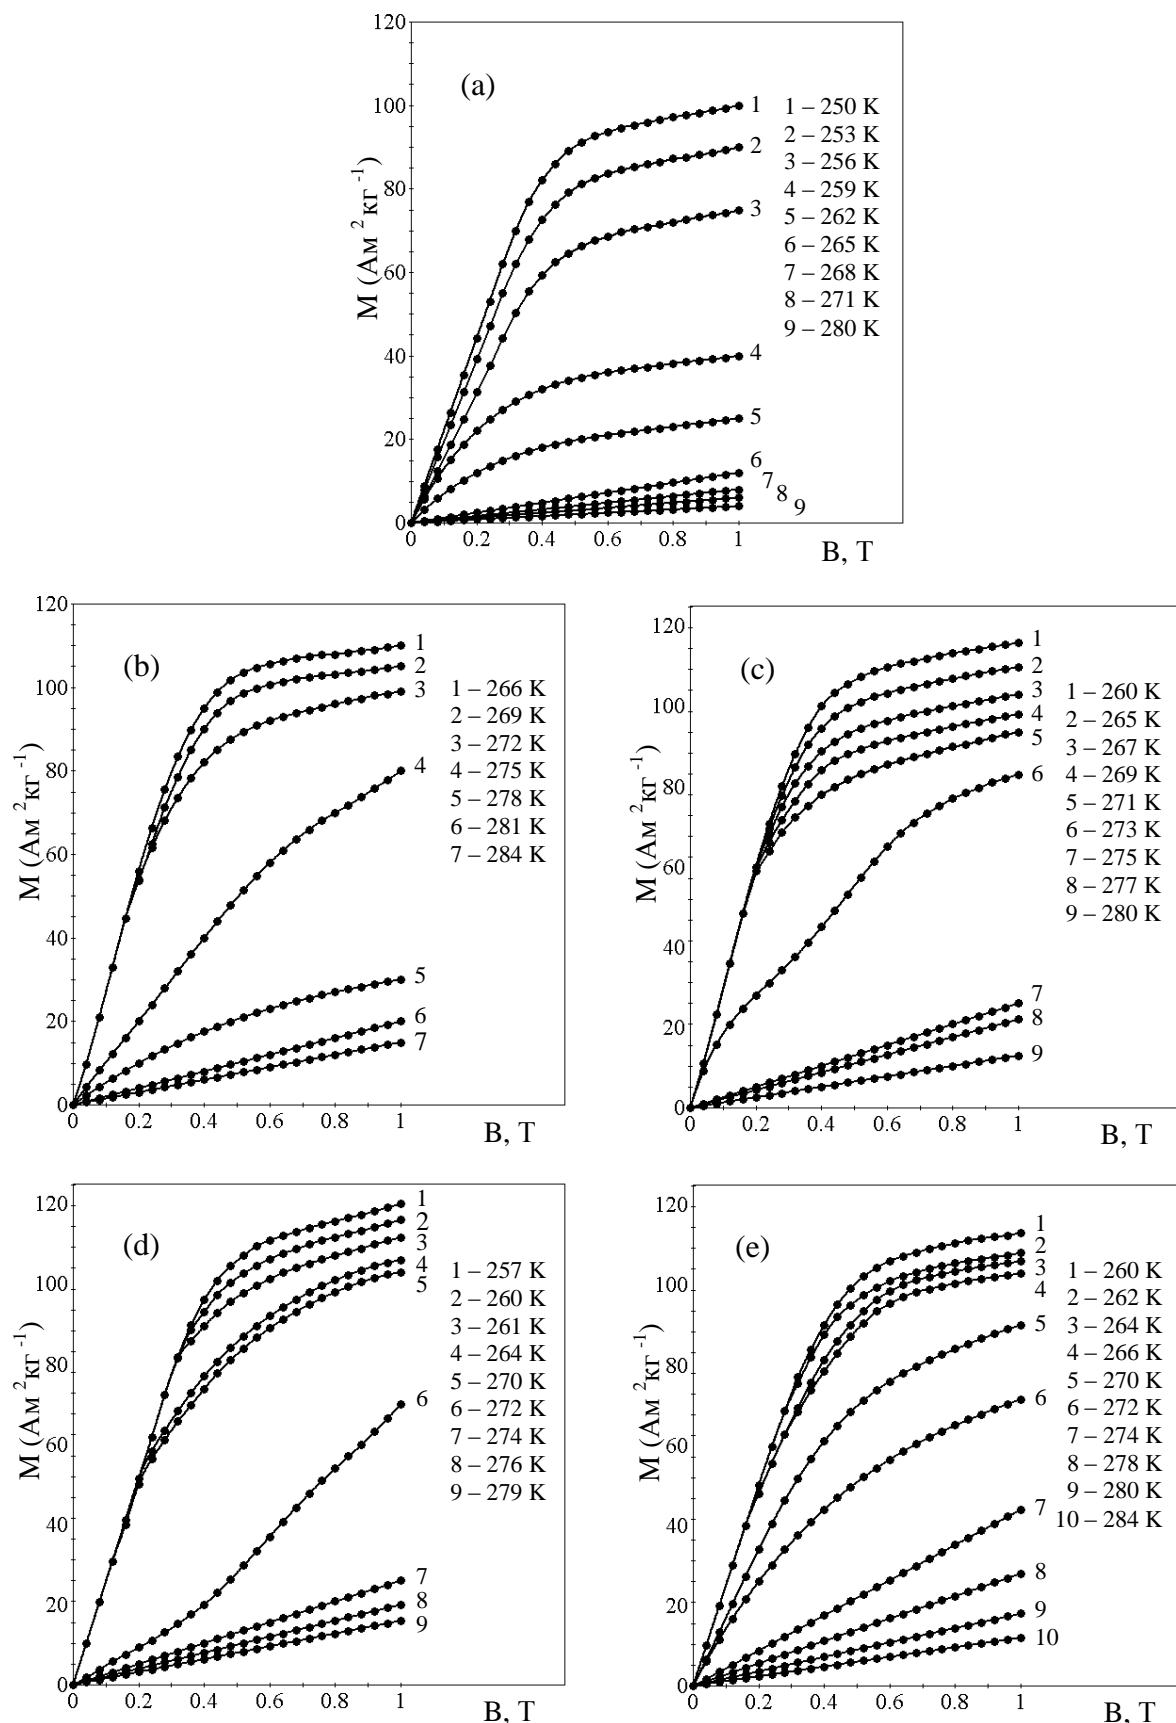 (a)
M (Ам ²кг ⁻¹)
120
100
80
60
40
20
0
0 0.2 0.4 0.6 0.8 1
B, T
1
2
3
4
5
6
7
8
9
1 – 250 K
2 – 253 K
3 – 256 K
4 – 259 K
5 – 262 K
6 – 265 K
7 – 268 K
8 – 271 K
9 – 280 K
(b)
M (Ам ²кг ⁻¹)
120
100
80
60
40
20
0
0 0.2 0.4 0.6 0.8 1
B, T
1
2
3
4
5
6
7
1 – 266 K
2 – 269 K
3 – 272 K
4 – 275 K
5 – 278 K
6 – 281 K
7 – 284 K
(c)
M (Ам ²кг ⁻¹)
120
100
80
60
40
20
0
0 0.2 0.4 0.6 0.8 1
B, T
1
2
3
4
5
6
7
8
9
1 – 260 K
2 – 265 K
3 – 267 K
4 – 269 K
5 – 271 K
6 – 273 K
7 – 275 K
8 – 277 K
9 – 280 K
(d)
M (Ам ²кг ⁻¹)
120
100
80
60
40
20
0
0 0.2 0.4 0.6 0.8 1
B, T
1
2
3
4
5
6
7
8
9
1 – 257 K
2 – 260 K
3 – 261 K
4 – 264 K
5 – 270 K
6 – 272 K
7 – 274 K
8 – 276 K
9 – 279 K
(e)
M (Ам ²кг ⁻¹)
120
100
80
60
40
20
0
0 0.2 0.4 0.6 0.8 1
B, T
1
2
3
4
5
6
7
8
9
10
1 – 260 K
2 – 262 K
3 – 264 K
4 – 266 K
5 – 270 K
6 – 272 K
7 – 274 K
8 – 278 K
9 – 280 K
10 – 284 K